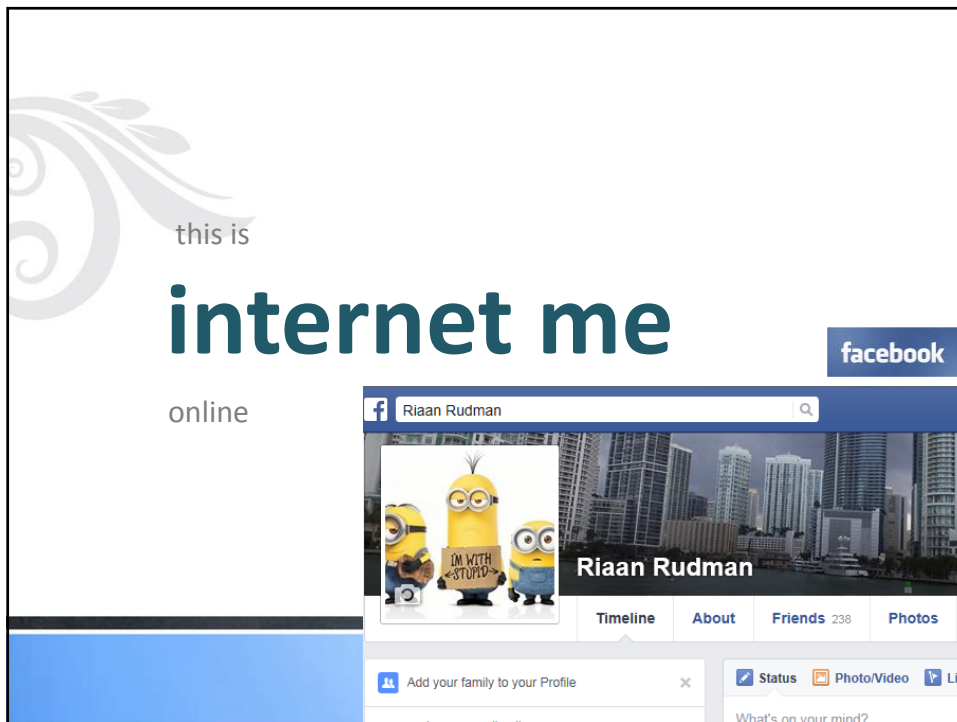 this is
internet me
facebook
online
f Riaan Rudman
I'M WITH
STUPID
Riaan Rudman
Timeline About Friends 238 Photos
Add your family to your Profile
Status Photo/Video
What's on your mind?